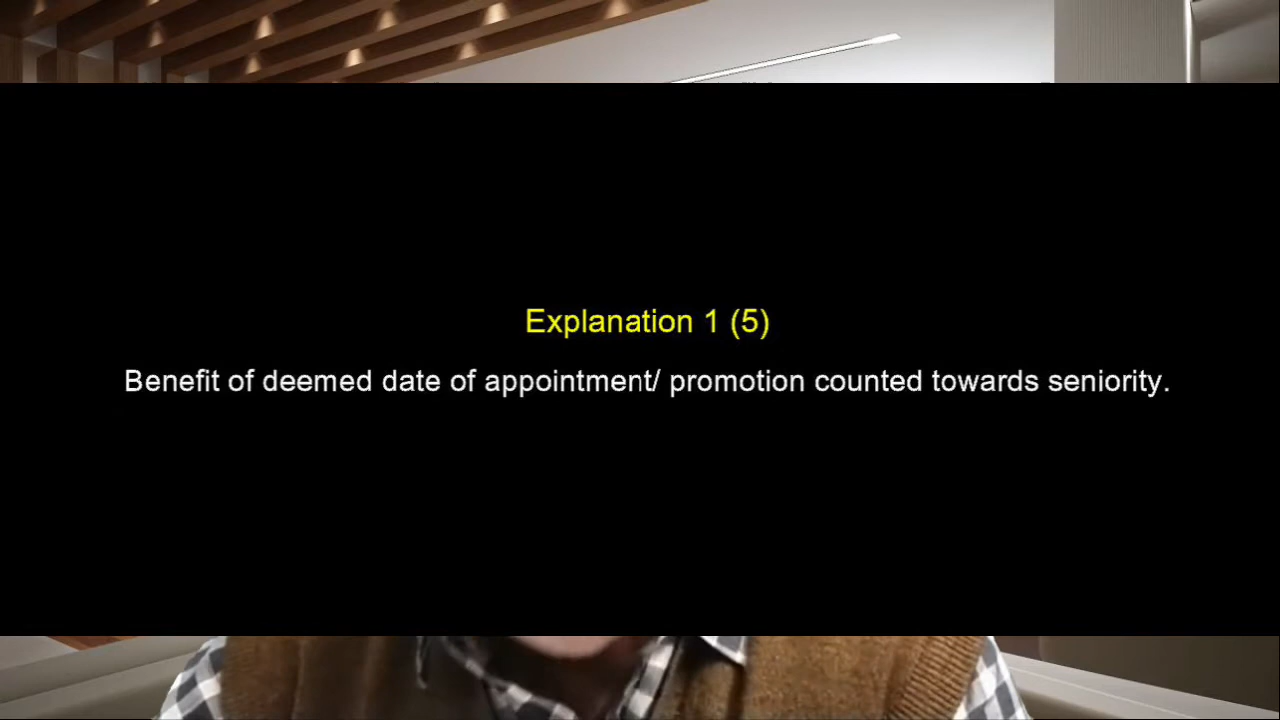 Explanation 1 (5)
Benefit of deemed date of appointment/ promotion counted towards seniority.